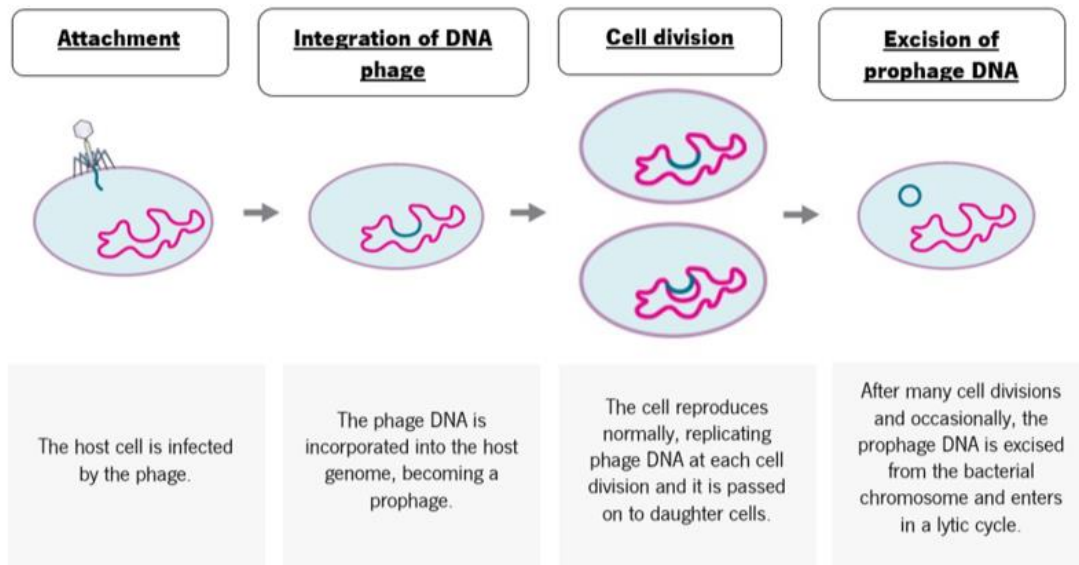 Attachment
Integration of DNA
phage
Cell division
Excision of
prophage DNA
The host cell is infected
by the phage.
The phage DNA is
incorporated into the host
genome, becoming a
prophage.
The cell reproduces
normally, replicating
phage DNA at each cell
division and it is passed
on to daughter cells.
After many cell divisions
and occasionally, the
prophage DNA is excised
from the bacterial
chromosome and enters
in a lytic cycle.